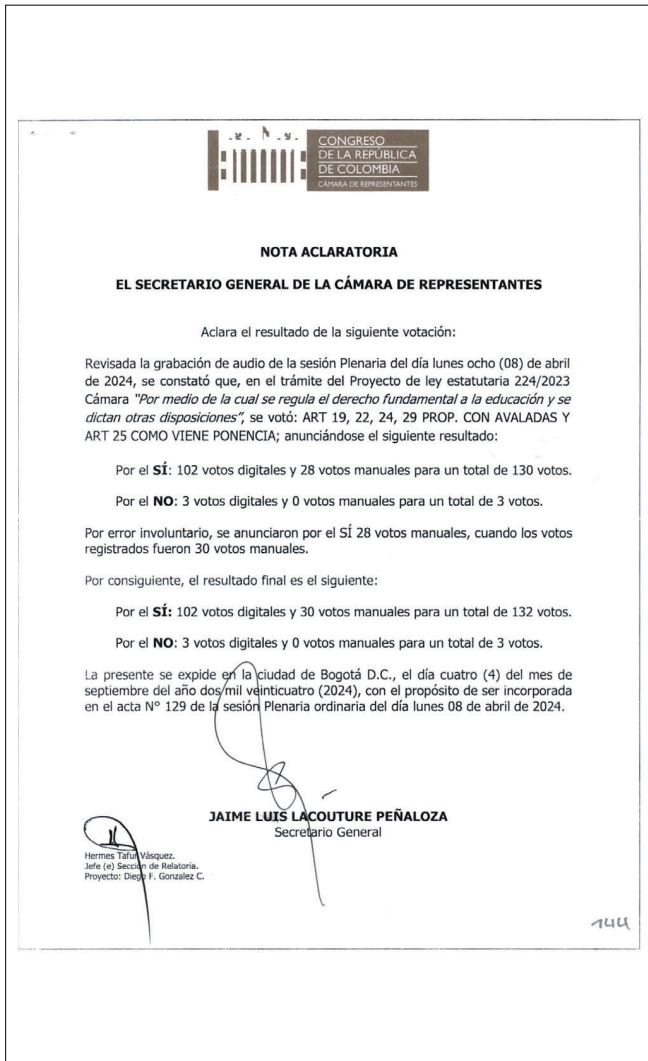 CONGRESO
DE LA REPÚBLICA
DE COLOMBIA
CÁMARA DE REPRESENTANTES
NOTA ACLARATORIA
EL SECRETARIO GENERAL DE LA CÁMARA DE REPRESENTANTES
Aclara el resultado de la siguiente votación:
Revisada la grabación de audio de la sesión Plenaria del día lunes ocho (08) de abril
de 2024, se constató que, en el trámite del Proyecto de ley estatutaria 224/2023
Cámara "Por medio de la cual se regula el derecho fundamental a la educación y se
dictan otras disposiciones", se votó: ART 19, 22, 24, 29 PROP. CON AVALADAS Y
ART 25 COMO VIENE PONENCIA; anunciándose el siguiente resultado:
Por el SÍ: 102 votos digitales y 28 votos manuales para un total de 130 votos.
Por el NO: 3 votos digitales y 0 votos manuales para un total de 3 votos.
Por error involuntario, se anunciaron por el SÍ 28 votos manuales, cuando los votos
registrados fueron 30 votos manuales.
Por consiguiente, el resultado final es el siguiente:
Por el SÍ: 102 votos digitales y 30 votos manuales para un total de 132 votos.
Por el NO: 3 votos digitales y 0 votos manuales para un total de 3 votos.
La presente se expide en la ciudad de Bogotá D.C., el día cuatro (4) del mes de
septiembre del año dos mil veinticuatro (2024), con el propósito de ser incorporada
en el acta N° 129 de la sesión Plenaria ordinaria del día lunes 08 de abril de 2024.
JAIME LUIS LACOUTURE PEÑALOZA
Secretario General
Hermes Tafur Vásquez.
Jefe (e) Sección de Relatoria.
Proyecto: Diego F. Gonzalez C.
144